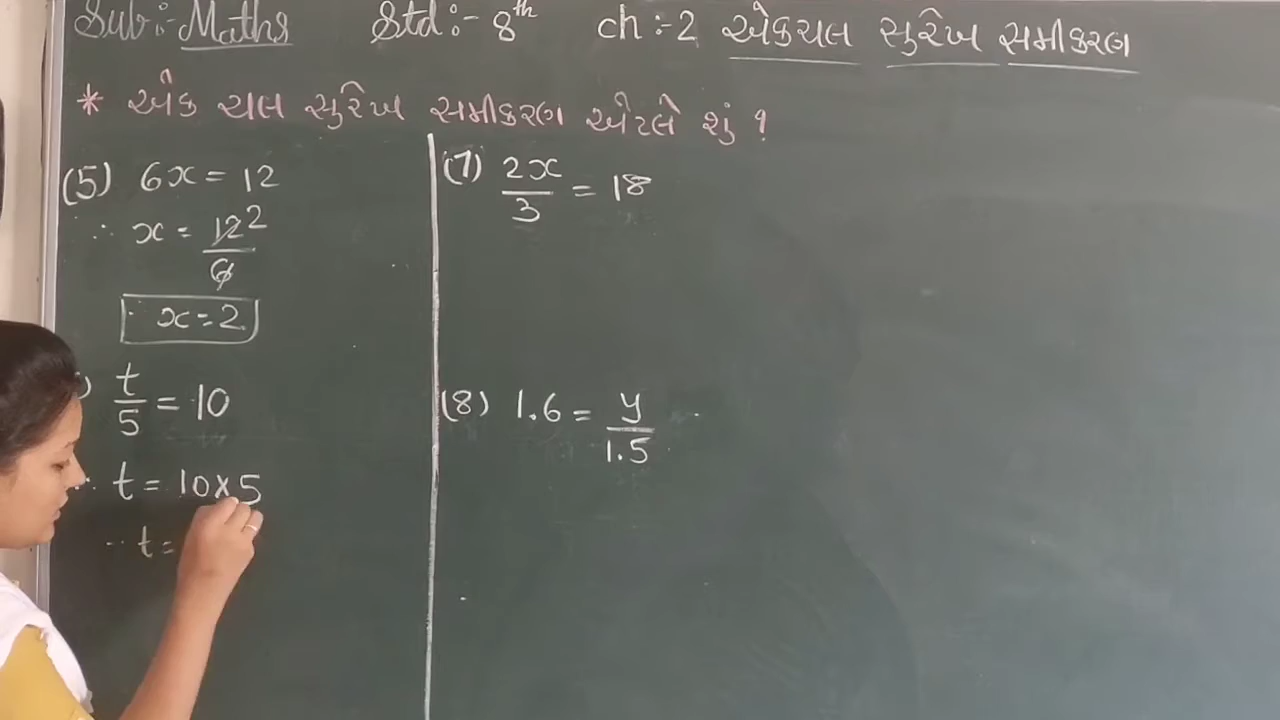 Sub:- Maths Std:- 8th ch:-2 એકચલ સુરેખ સમીકરણ
* એક ચલ સુરેખ સમીકરણ એટલે શું ?
(5) 6x = 12
∴ x = 12 2 / 6
∴ x = 2
) t/5 = 10
∴ t = 10×5
∴ t =
(7) 2x/3 = 18
(8) 1.6 = y/1.5